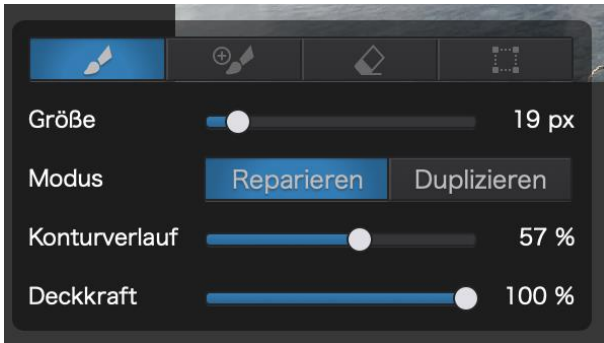 Größe 19 px
Modus Reparieren Duplizieren
Konturverlauf 57 %
Deckkraft 100 %